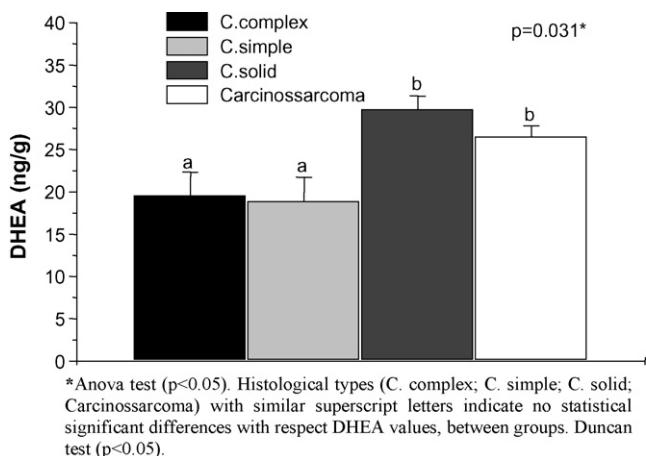 40
35
30
25
20
15
10
5
0
DHEA (ng/g)
C.complex
C.simple
C.solid
Carcinossarcoma
p=0.031*
a
a
b
b
*Anova test (p<0.05). Histological types (C. complex; C. simple; C. solid;
Carcinossarcoma) with similar superscript letters indicate no statistical
significant differences with respect DHEA values, between groups. Duncan
test (p<0.05).